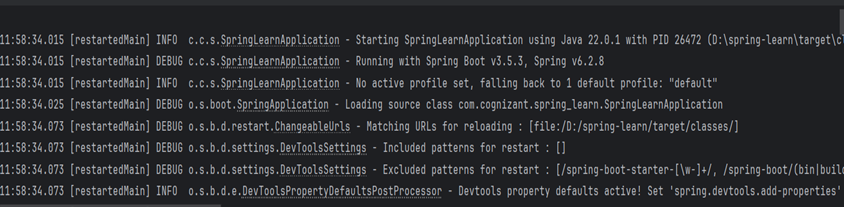 11:58:34.015 [restartedMain] INFO  c.c.s.SpringLearnApplication - Starting SpringLearnApplication using Java 22.0.1 with PID 26472 (D:\spring-learn\target\cl
11:58:34.015 [restartedMain] DEBUG c.c.s.SpringLearnApplication - Running with Spring Boot v3.5.3, Spring v6.2.8
11:58:34.015 [restartedMain] INFO  c.c.s.SpringLearnApplication - No active profile set, falling back to 1 default profile: "default"
11:58:34.025 [restartedMain] DEBUG o.s.boot.SpringApplication - Loading source class com.cognizant.spring_learn.SpringLearnApplication
11:58:34.073 [restartedMain] DEBUG o.s.b.d.restart.ChangeableUrls - Matching URLs for reloading : [file:/D:/spring-learn/target/classes/]
11:58:34.073 [restartedMain] DEBUG o.s.b.d.settings.DevToolsSettings - Included patterns for restart : []
11:58:34.073 [restartedMain] DEBUG o.s.b.d.settings.DevToolsSettings - Excluded patterns for restart : [/spring-boot-starter-[\w-]+/, /spring-boot/(bin|build
11:58:34.073 [restartedMain] INFO  o.s.b.d.e.DevToolsPropertyDefaultsPostProcessor - Devtools property defaults active! Set 'spring.devtools.add-properties'